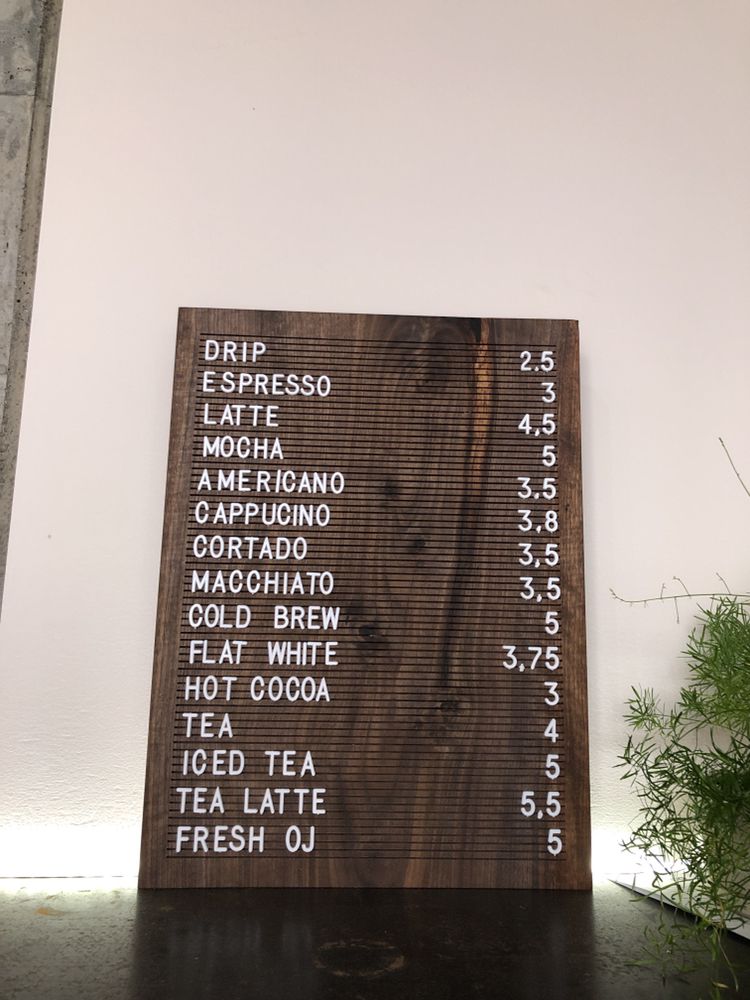 DRIP 2.5
ESPRESSO 3
LATTE 4,5
MOCHA 5
AMERICANO 3.5
CAPPUCINO 3,8
CORTADO 3,5
MACCHIATO 3,5
COLD BREW 5
FLAT WHITE 3,75
HOT COCOA 3
TEA 4
ICED TEA 5
TEA LATTE 5,5
FRESH OJ 5